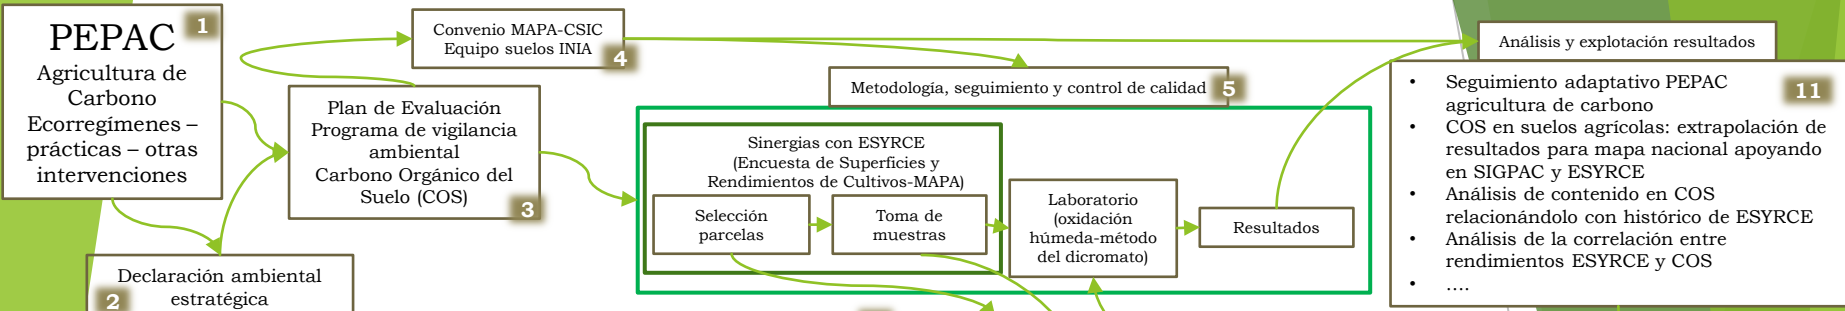 PEPAC
1
Agricultura de
Carbono
Ecorregímenes –
prácticas – otras
intervenciones
Declaración ambiental
estratégica
2
Plan de Evaluación
Programa de vigilancia
ambiental
Carbono Orgánico del
Suelo (COS)
3
Convenio MAPA-CSIC
Equipo suelos INIA
4
Metodología, seguimiento y control de calidad
5
Sinergias con ESYRCE
(Encuesta de Superficies y
Rendimientos de Cultivos-MAPA)
Selección
parcelas
Toma de
muestras
Laboratorio
(oxidación
húmeda-método
del dicromato)
Resultados
Análisis y explotación resultados
11
• Seguimiento adaptativo PEPAC
agricultura de carbono
• COS en suelos agrícolas: extrapolación de
resultados para mapa nacional apoyando
en SIGPAC y ESYRCE
• Análisis de contenido en COS
relacionándolo con histórico de ESYRCE
• Análisis de la correlación entre
rendimientos ESYRCE y COS
• ....